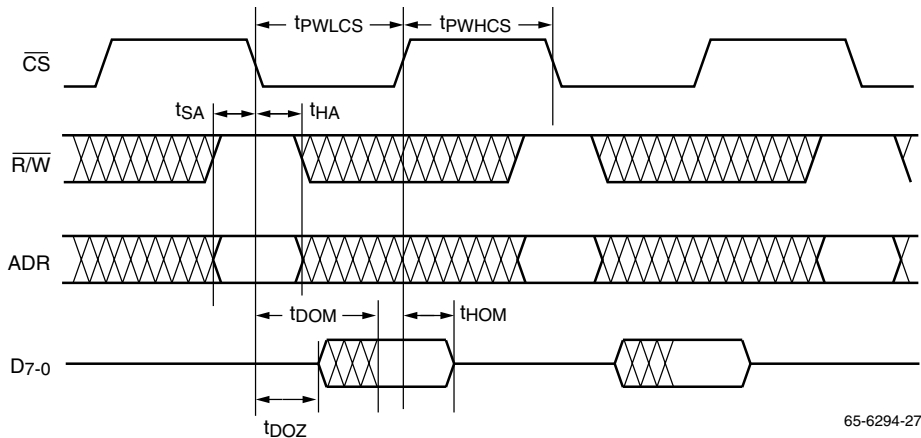 tPWLCS tPWHCS
CS
tSA tHA
R/W
ADR
tDOM tHOM
D7-0
tDOZ
65-6294-27